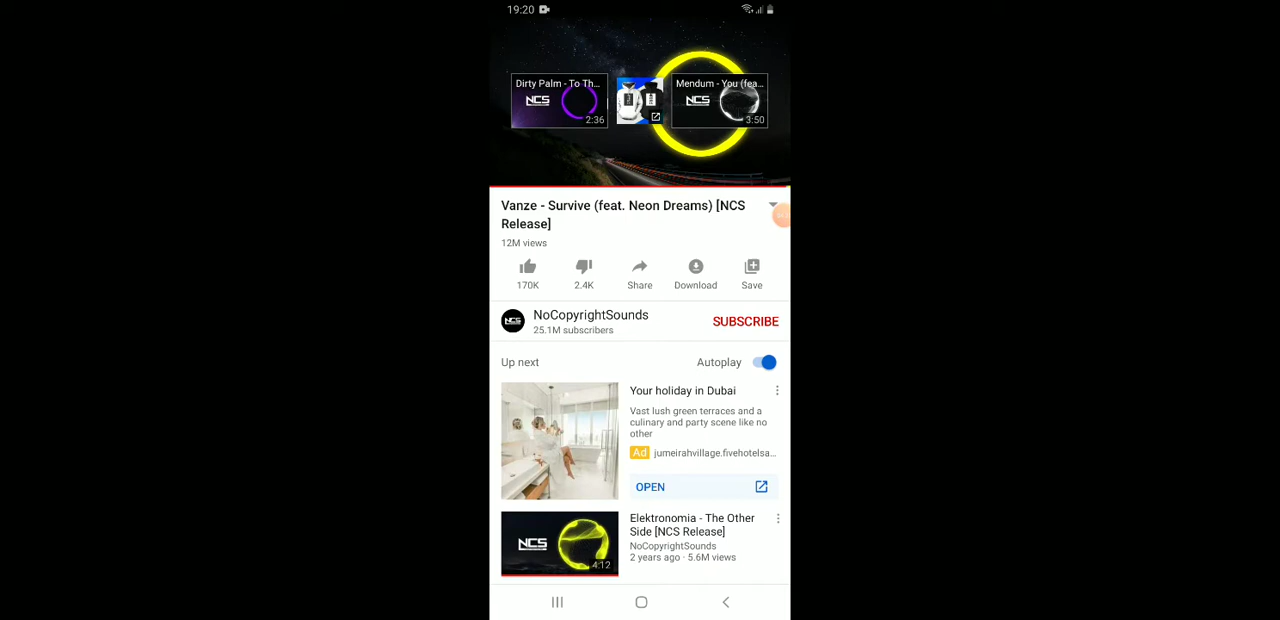 19:20
Dirty Palm - To Th...
NCS
2:36
Mendum - You (fea...
NCS
3:50
Vanze - Survive (feat. Neon Dreams) [NCS
Release]
12M views
170K
2.4K
Share
Download
Save
NCS
NoCopyrightSounds
25.1M subscribers
SUBSCRIBE
Up next
Autoplay
Your holiday in Dubai
Vast lush green terraces and a
culinary and party scene like no
other
Ad jumeirahvillage.fivehotelsa...
OPEN
NCS
4:12
Elektronomia - The Other
Side [NCS Release]
NoCopyrightSounds
2 years ago · 5.6M views